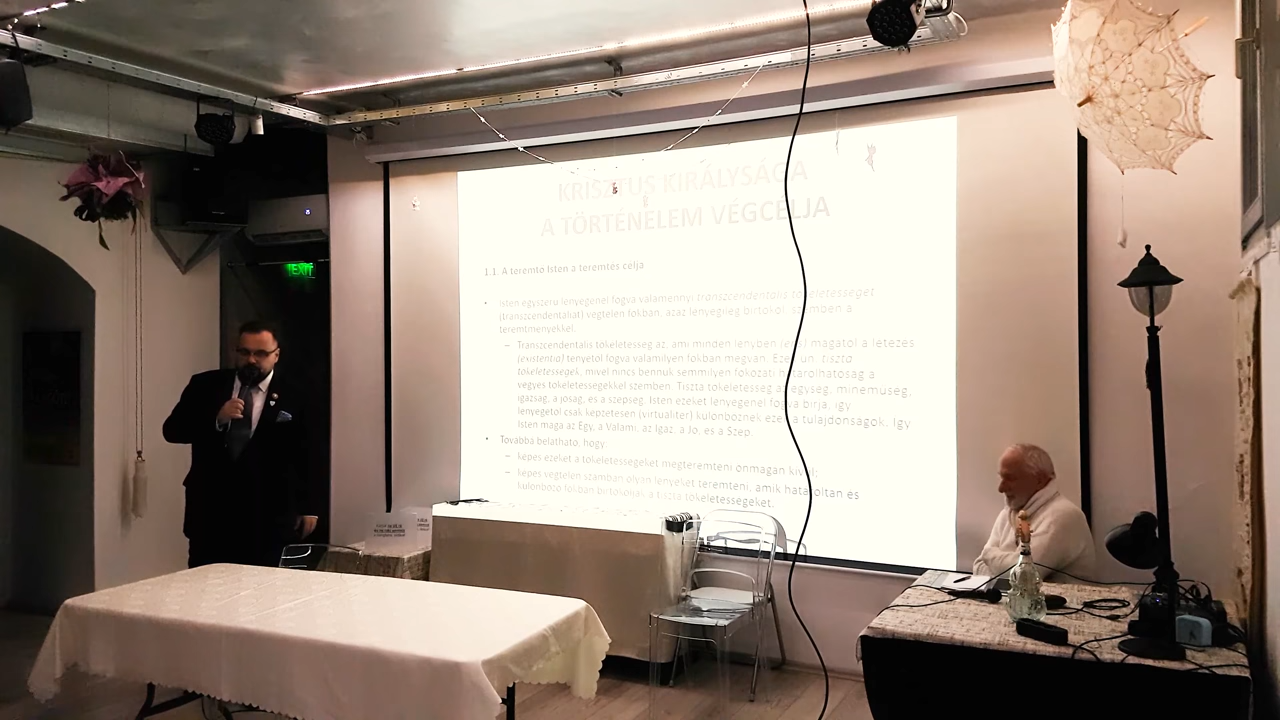 EXIT
KRISZTUS KIRÁLYSÁGA
A TÖRTÉNELEM VÉGCÉLJA
1.1. A teremtő Isten a teremtés célja
• Isten egyszerű lényegénél fogva valamennyi transzcendentális tökéletességet
(transzcendentáliát) végtelen fokban, azaz lényegileg birtokol, szemben a
teremtményekkel.
– Transzcendentális tökéletesség az, ami minden lényben (ens) magától a létezés
(existentia) tényétől fogva valamilyen fokban megvan. Ezek ún. tiszta
tökéletességek, mivel nincs bennük semmilyen fokozati határolhatóság a
vegyes tökéletességekkel szemben. Tiszta tökéletesség az egység, minemüség,
igazság, a jóság, és a szépség. Isten ezeket lényegénél fogva bírja, így
lényegétől csak képzetesen (virtualiter) különböznek ezek a tulajdonságok. Így
Isten maga az Egy, a Valami, az Igaz, a Jó, és a Szép.
• Továbbá belátható, hogy:
– képes ezeket a tökéletességeket megteremteni önmagán kívül;
– képes végtelen számban olyan lényeket teremteni, amik határoltan és
különböző fokban birtokolják a tiszta tökéletességeket.